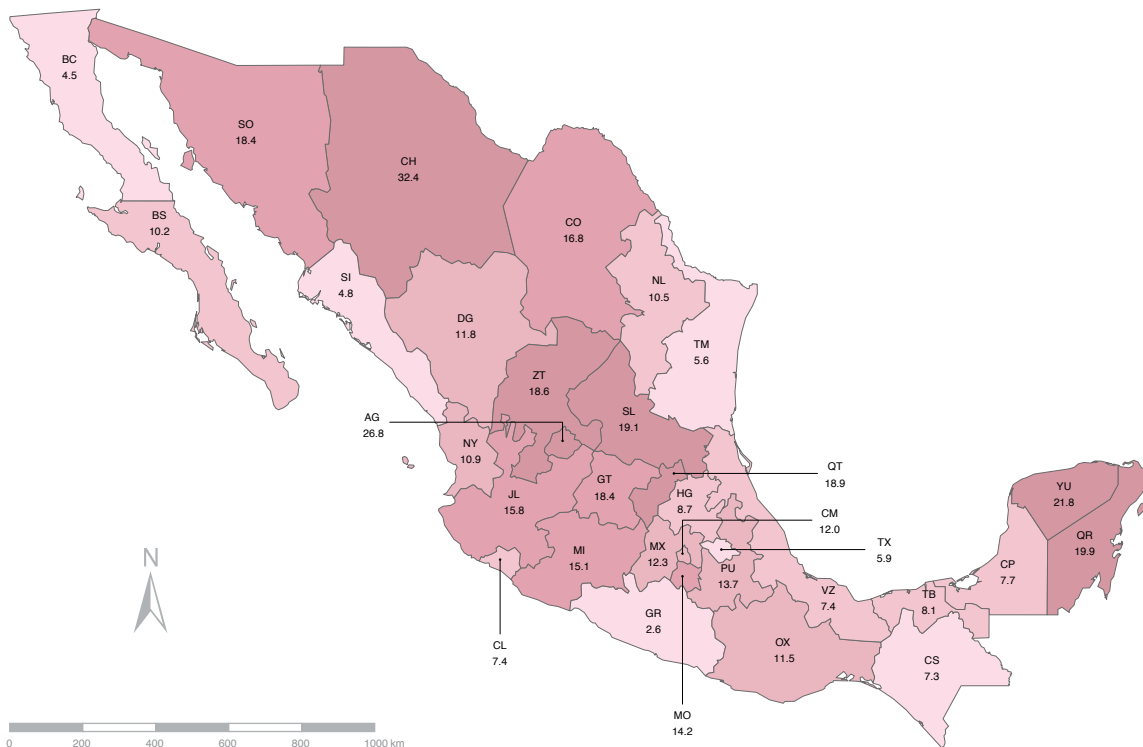 BC
4.5
SO
18.4
CH
32.4
BS
10.2
CO
16.8
SI
4.8
NL
10.5
DG
11.8
TM
5.6
ZT
18.6
SL
19.1
AG
26.8
NY
10.9
QT
18.9
JL
15.8
GT
18.4
HG
8.7
CM
12.0
YU
21.8
QR
19.9
MI
15.1
MX
12.3
TX
5.9
PU
13.7
CP
7.7
VZ
7.4
TB
8.1
GR
2.6
OX
11.5
CS
7.3
CL
7.4
MO
14.2
N
0 200 400 600 800 1000 km